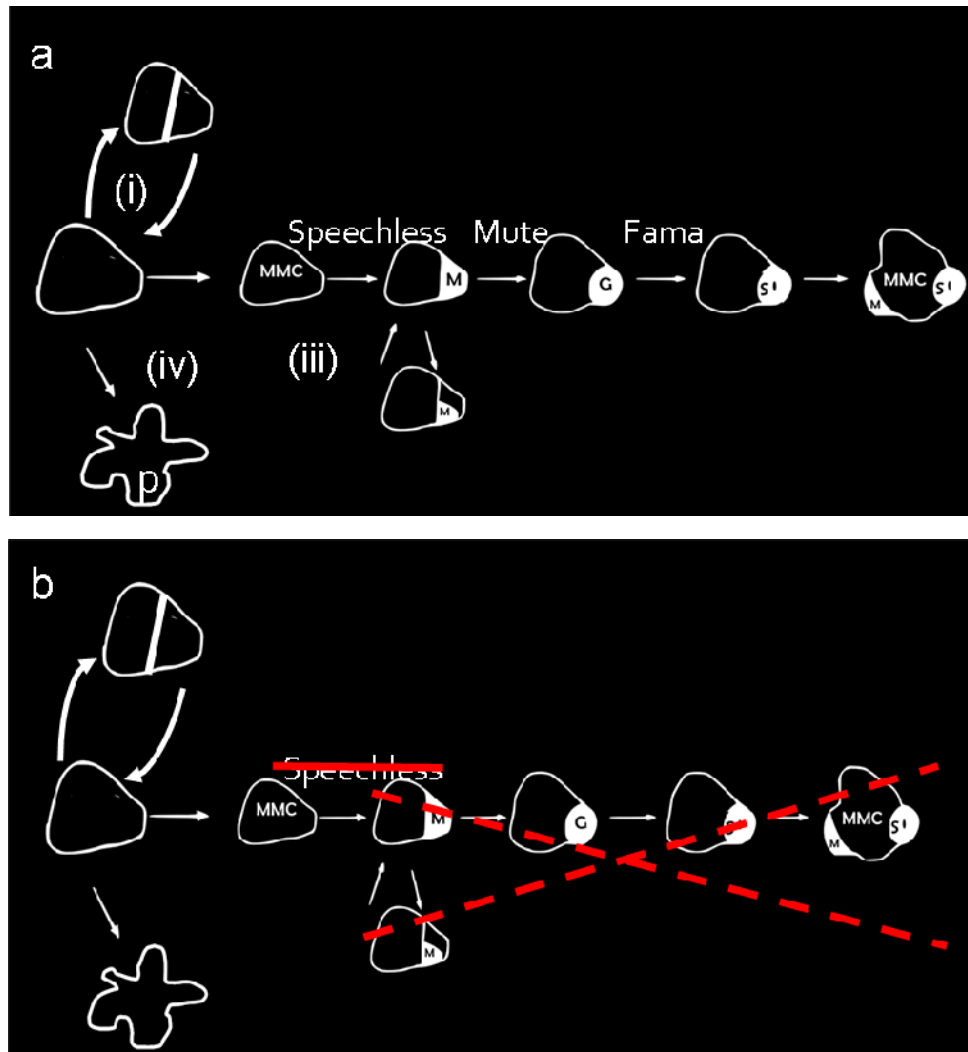 a
(i)
Speechless Mute Fama
MMC M G S' MMC M S'
(iv) (iii)
M
p
b
Speechless
MMC M G S' MMC M S'
M